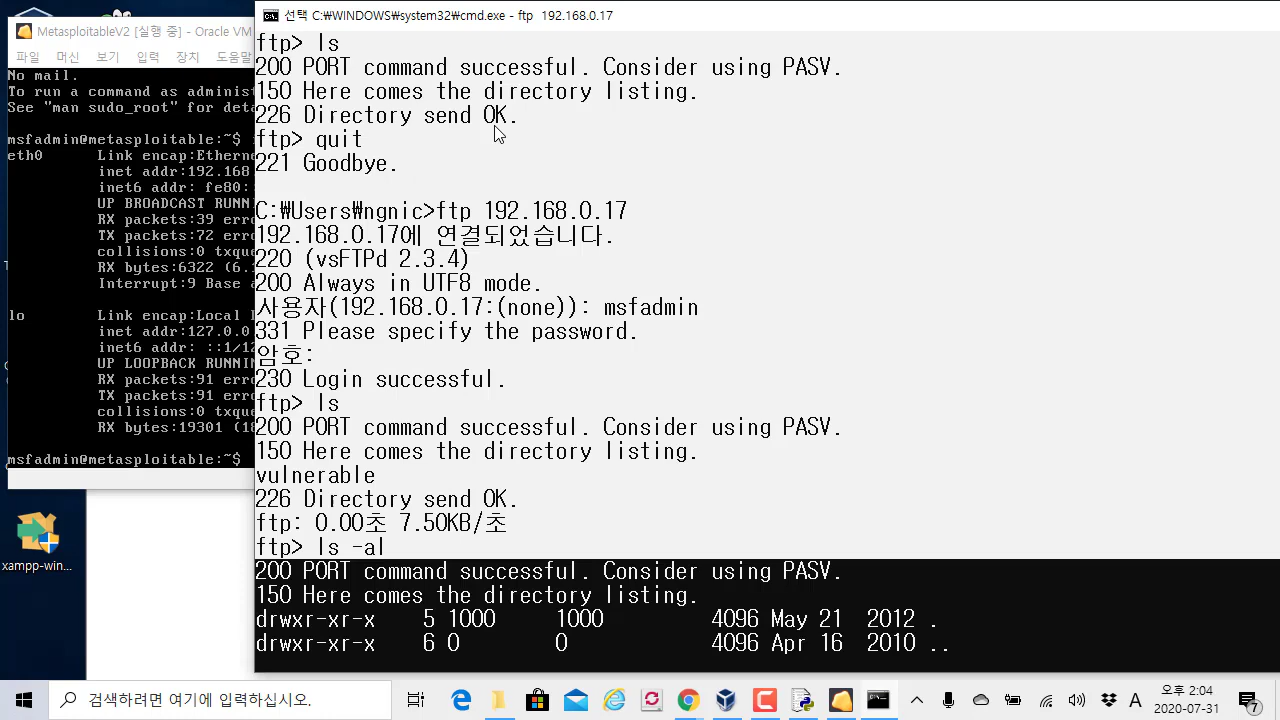 MetasploitableV2 [실행 중] - Oracle VM
파일 머신 보기 입력 장치 도움말
No mail.
To run a command as administ
See "man sudo_root" for deta
msfadmin@metasploitable:~$
eth0 Link encap:Etherne
inet addr:192.168
inet6 addr: fe80:
UP BROADCAST RUNN
RX packets:39 erro
TX packets:72 erro
collisions:0 txque
RX bytes:6322 (6.
Interrupt:9 Base a
lo Link encap:Local L
inet addr:127.0.0
inet6 addr: ::1/12
UP LOOPBACK RUNNIN
RX packets:91 erro
TX packets:91 erro
collisions:0 txque
RX bytes:19301 (18
msfadmin@metasploitable:~$
xampp-win...
선택 C:₩WINDOWS₩system32₩cmd.exe - ftp 192.168.0.17
ftp> ls
200 PORT command successful. Consider using PASV.
150 Here comes the directory listing.
226 Directory send OK.
ftp> quit
221 Goodbye.
C:₩Users₩ngnic>ftp 192.168.0.17
192.168.0.17에 연결되었습니다.
220 (vsFTPd 2.3.4)
200 Always in UTF8 mode.
사용자(192.168.0.17:(none)): msfadmin
331 Please specify the password.
암호:
230 Login successful.
ftp> ls
200 PORT command successful. Consider using PASV.
150 Here comes the directory listing.
vulnerable
226 Directory send OK.
ftp: 0.00초 7.50KB/초
ftp> ls -al
200 PORT command successful. Consider using PASV.
150 Here comes the directory listing.
drwxr-xr-x 5 1000 1000 4096 May 21 2012 .
drwxr-xr-x 6 0 0 4096 Apr 16 2010 ..
검색하려면 여기에 입력하십시오.
A
오후 2:04
2020-07-31
7